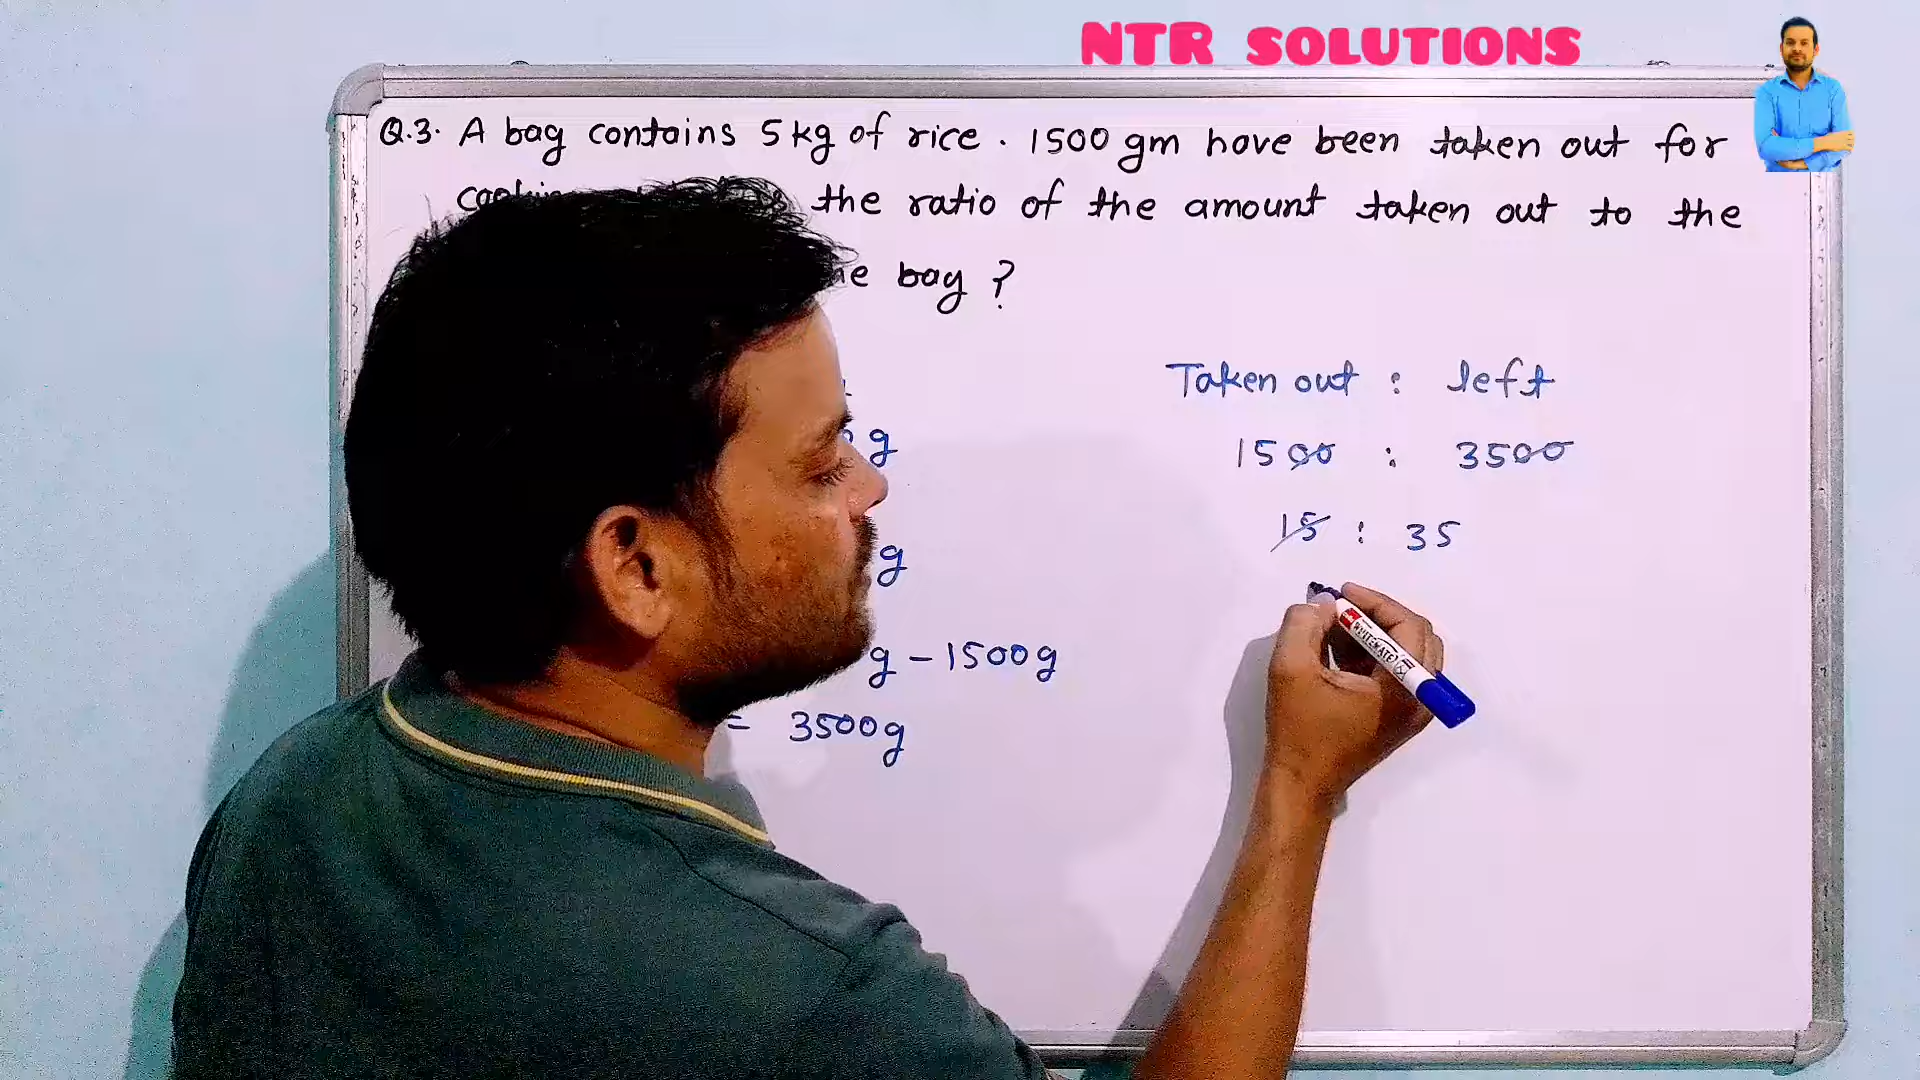 NTR SOLUTIONS
Q.3. A bag contains 5 kg of rice. 1500 gm have been taken out for
the ratio of the amount taken out to the
bag ?
Taken out : left
g
1500 : 3500
15 : 35
g
g - 1500g
= 3500g